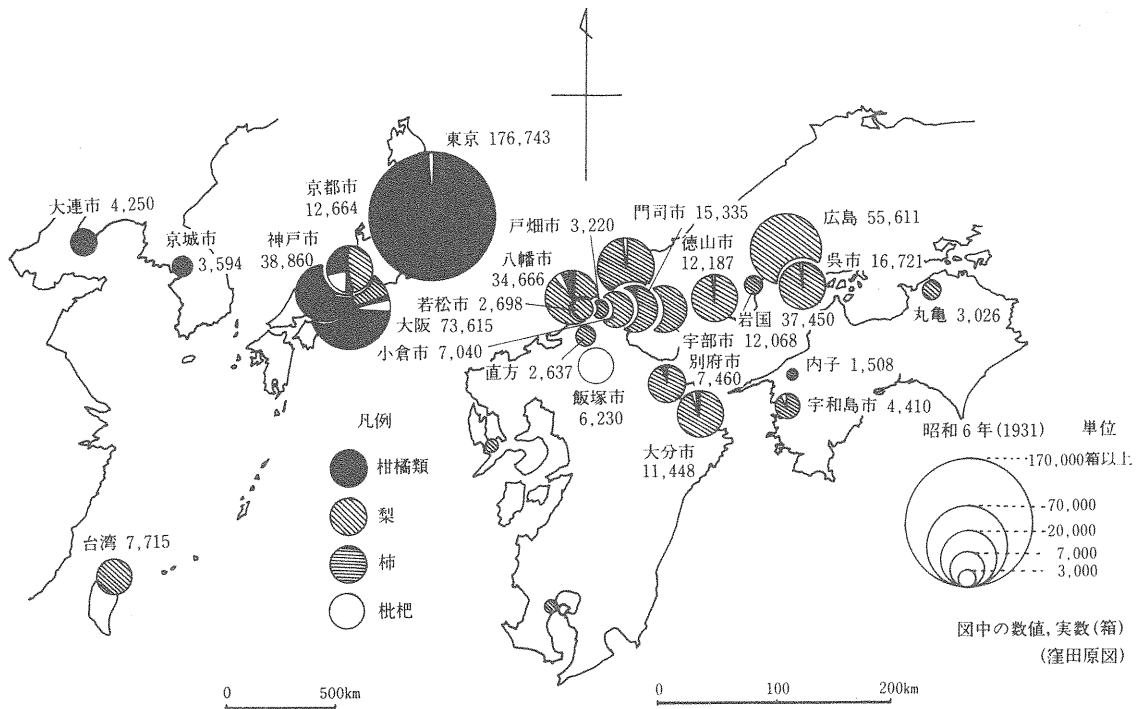 東京 176,743
京都市
12,664
大連市 4,250
京城市
3,594
神戸市
38,860
戸畑市
3,220
門司市 15,335
広島 55,611
徳山市
12,187
呉市 16,721
八幡市
34,666
若松市 2,698
大阪 73,615
小倉市 7,040
岩国 37,450
丸亀 3,026
宇部市 12,068
直方 2,637
別府市
7,460
内子 1,508
飯塚市
6,230
宇和島市 4,410
大分市
11,448
凡例
柑橘類
梨
柿
枇杷
台湾 7,715
昭和6年(1931) 単位
170,000箱以上
70,000
20,000
7,000
3,000
図中の数値,実数(箱)
(窪田原図)
0 500km
0 100 200km